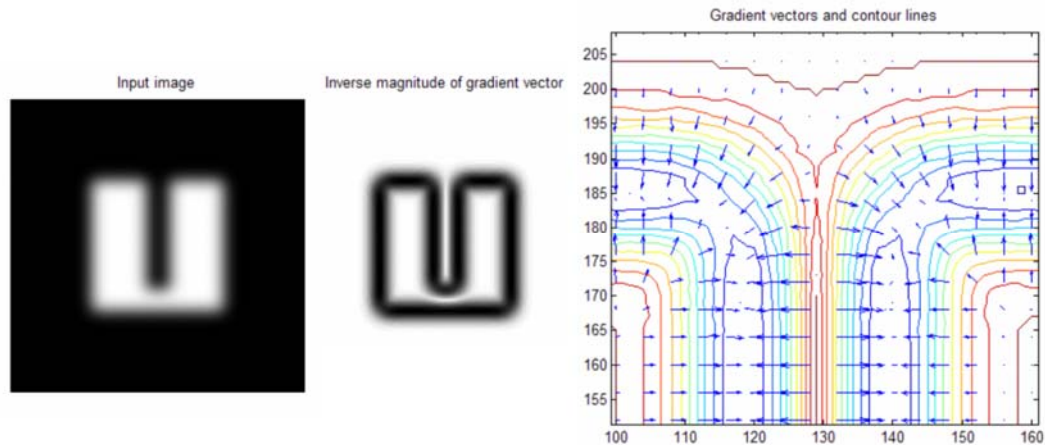 Gradient vectors and contour lines
Input image
Inverse magnitude of gradient vector
205
200
195
190
185
180
175
170
165
160
155
100 110 120 130 140 150 160